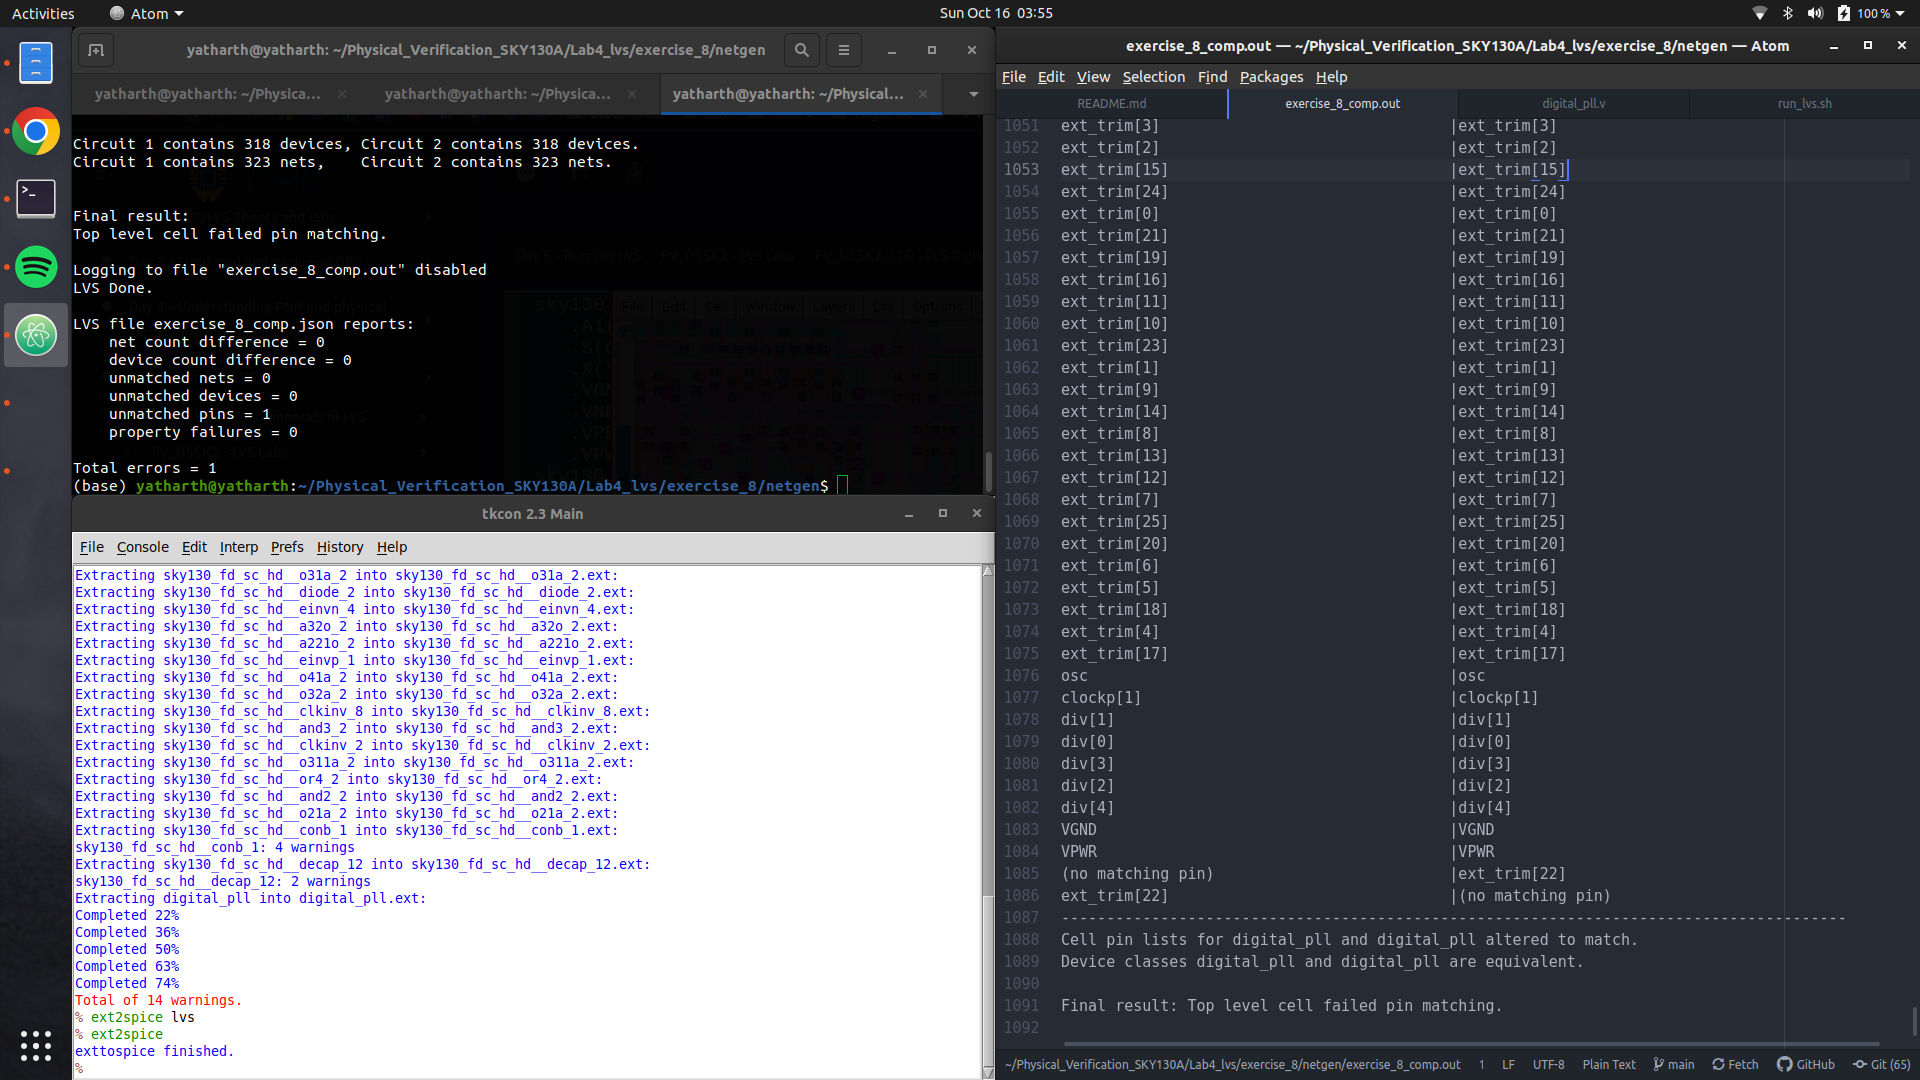 Activities
Atom
Sun Oct 16 03:55
100 %
yatharth@yatharth: ~/Physical_Verification_SKY130A/Lab4_lvs/exercise_8/netgen
yatharth@yatharth: ~/Physica...
yatharth@yatharth: ~/Physica...
yatharth@yatharth: ~/Physical...
Circuit 1 contains 318 devices, Circuit 2 contains 318 devices.
Circuit 1 contains 323 nets,    Circuit 2 contains 323 nets.
Final result:
Top level cell failed pin matching.
Logging to file "exercise_8_comp.out" disabled
LVS Done.
LVS file exercise_8_comp.json reports:
    net count difference = 0
    device count difference = 0
    unmatched nets = 0
    unmatched devices = 0
    unmatched pins = 1
    property failures = 0
Total errors = 1
(base) yatharth@yatharth:~/Physical_Verification_SKY130A/Lab4_lvs/exercise_8/netgen$
tkcon 2.3 Main
File Console Edit Interp Prefs History Help
Extracting sky130_fd_sc_hd__o31a_2 into sky130_fd_sc_hd__o31a_2.ext:
Extracting sky130_fd_sc_hd__diode_2 into sky130_fd_sc_hd__diode_2.ext:
Extracting sky130_fd_sc_hd__einvn_4 into sky130_fd_sc_hd__einvn_4.ext:
Extracting sky130_fd_sc_hd__a32o_2 into sky130_fd_sc_hd__a32o_2.ext:
Extracting sky130_fd_sc_hd__a221o_2 into sky130_fd_sc_hd__a221o_2.ext:
Extracting sky130_fd_sc_hd__einvp_1 into sky130_fd_sc_hd__einvp_1.ext:
Extracting sky130_fd_sc_hd__o41a_2 into sky130_fd_sc_hd__o41a_2.ext:
Extracting sky130_fd_sc_hd__o32a_2 into sky130_fd_sc_hd__o32a_2.ext:
Extracting sky130_fd_sc_hd__clkinv_8 into sky130_fd_sc_hd__clkinv_8.ext:
Extracting sky130_fd_sc_hd__and3_2 into sky130_fd_sc_hd__and3_2.ext:
Extracting sky130_fd_sc_hd__clkinv_2 into sky130_fd_sc_hd__clkinv_2.ext:
Extracting sky130_fd_sc_hd__o311a_2 into sky130_fd_sc_hd__o311a_2.ext:
Extracting sky130_fd_sc_hd__or4_2 into sky130_fd_sc_hd__or4_2.ext:
Extracting sky130_fd_sc_hd__and2_2 into sky130_fd_sc_hd__and2_2.ext:
Extracting sky130_fd_sc_hd__o21a_2 into sky130_fd_sc_hd__o21a_2.ext:
Extracting sky130_fd_sc_hd__conb_1 into sky130_fd_sc_hd__conb_1.ext:
sky130_fd_sc_hd__conb_1: 4 warnings
Extracting sky130_fd_sc_hd__decap_12 into sky130_fd_sc_hd__decap_12.ext:
sky130_fd_sc_hd__decap_12: 2 warnings
Extracting digital_pll into digital_pll.ext:
Completed 22%
Completed 36%
Completed 50%
Completed 63%
Completed 74%
Total of 14 warnings.
% ext2spice lvs
% ext2spice
exttospice finished.
%
exercise_8_comp.out — ~/Physical_Verification_SKY130A/Lab4_lvs/exercise_8/netgen — Atom
File Edit View Selection Find Packages Help
README.md exercise_8_comp.out digital_pll.v run_lvs.sh
1051 ext_trim[3] |ext_trim[3]
1052 ext_trim[2] |ext_trim[2]
1053 ext_trim[15] |ext_trim[15]
1054 ext_trim[24] |ext_trim[24]
1055 ext_trim[0] |ext_trim[0]
1056 ext_trim[21] |ext_trim[21]
1057 ext_trim[19] |ext_trim[19]
1058 ext_trim[16] |ext_trim[16]
1059 ext_trim[11] |ext_trim[11]
1060 ext_trim[10] |ext_trim[10]
1061 ext_trim[23] |ext_trim[23]
1062 ext_trim[1] |ext_trim[1]
1063 ext_trim[9] |ext_trim[9]
1064 ext_trim[14] |ext_trim[14]
1065 ext_trim[8] |ext_trim[8]
1066 ext_trim[13] |ext_trim[13]
1067 ext_trim[12] |ext_trim[12]
1068 ext_trim[7] |ext_trim[7]
1069 ext_trim[25] |ext_trim[25]
1070 ext_trim[20] |ext_trim[20]
1071 ext_trim[6] |ext_trim[6]
1072 ext_trim[5] |ext_trim[5]
1073 ext_trim[18] |ext_trim[18]
1074 ext_trim[4] |ext_trim[4]
1075 ext_trim[17] |ext_trim[17]
1076 osc |osc
1077 clockp[1] |clockp[1]
1078 div[1] |div[1]
1079 div[0] |div[0]
1080 div[3] |div[3]
1081 div[2] |div[2]
1082 div[4] |div[4]
1083 VGND |VGND
1084 VPWR |VPWR
1085 (no matching pin) |ext_trim[22]
1086 ext_trim[22] |(no matching pin)
1087 ---------------------------------------------------------------------------------------
1088 Cell pin lists for digital_pll and digital_pll altered to match.
1089 Device classes digital_pll and digital_pll are equivalent.
1090
1091 Final result: Top level cell failed pin matching.
1092
~/Physical_Verification_SKY130A/Lab4_lvs/exercise_8/netgen/exercise_8_comp.out 1 LF UTF-8 Plain Text main Fetch GitHub Git (65)